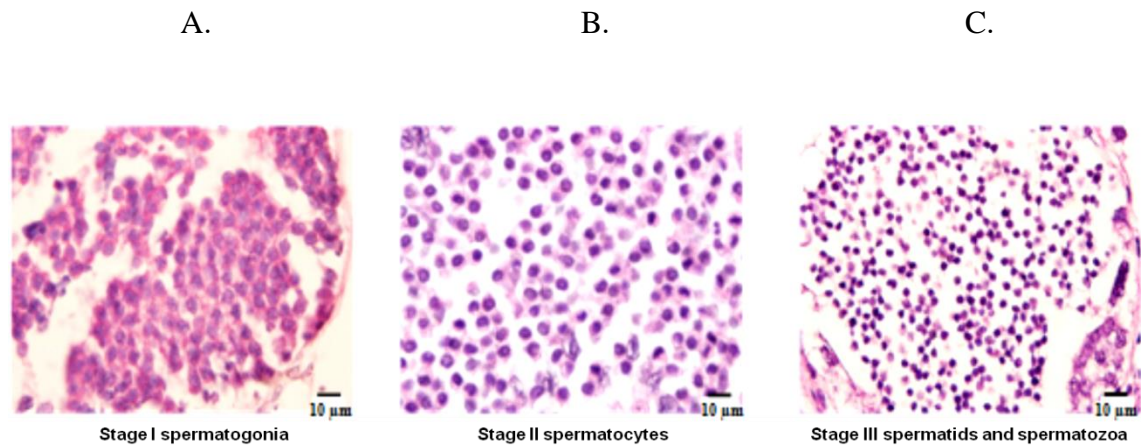 A. B. C.
10 µm 10 µm 10 µm
Stage I spermatogonia Stage II spermatocytes Stage III spermatids and spermatozoa